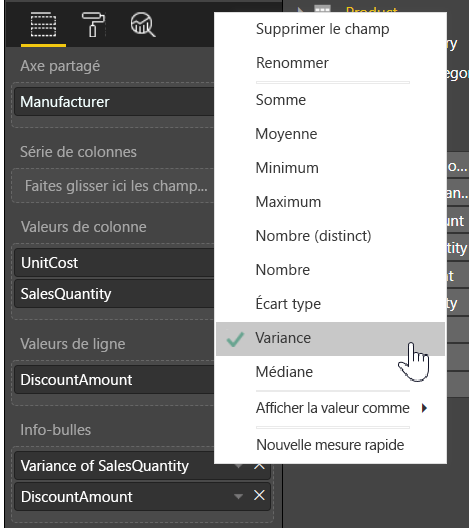 Axe partagé
Manufacturer
Série de colonnes
Faites glisser ici les champ...
Valeurs de colonne
UnitCost
SalesQuantity
Valeurs de ligne
DiscountAmount
Info-bulles
Variance of SalesQuantity
DiscountAmount
Supprimer le champ
Renommer
Somme
Moyenne
Minimum
Maximum
Nombre (distinct)
Nombre
Écart type
Variance
Médiane
Afficher la valeur comme
Nouvelle mesure rapide
Product